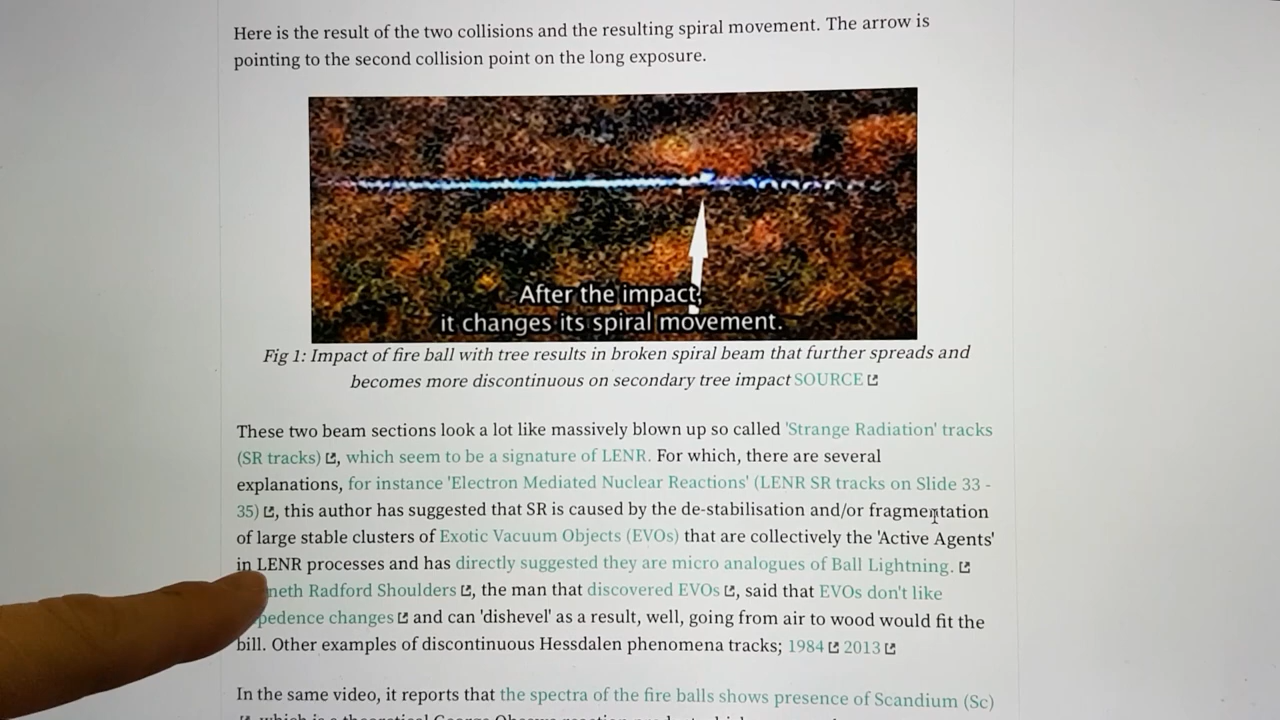 Here is the result of the two collisions and the resulting spiral movement. The arrow is
pointing to the second collision point on the long exposure.
After the impact,
it changes its spiral movement.
Fig 1: Impact of fire ball with tree results in broken spiral beam that further spreads and
becomes more discontinuous on secondary tree impact SOURCE
These two beam sections look a lot like massively blown up so called 'Strange Radiation' tracks
(SR tracks), which seem to be a signature of LENR. For which, there are several
explanations, for instance 'Electron Mediated Nuclear Reactions' (LENR SR tracks on Slide 33 -
35), this author has suggested that SR is caused by the de-stabilisation and/or fragmentation
of large stable clusters of Exotic Vacuum Objects (EVOs) that are collectively the 'Active Agents'
in LENR processes and has directly suggested they are micro analogues of Ball Lightning.
neth Radford Shoulders, the man that discovered EVOs, said that EVOs don't like
pedence changes and can 'dishevel' as a result, well, going from air to wood would fit the
bill. Other examples of discontinuous Hessdalen phenomena tracks; 1984 2013
In the same video, it reports that the spectra of the fire balls shows presence of Scandium (Sc)